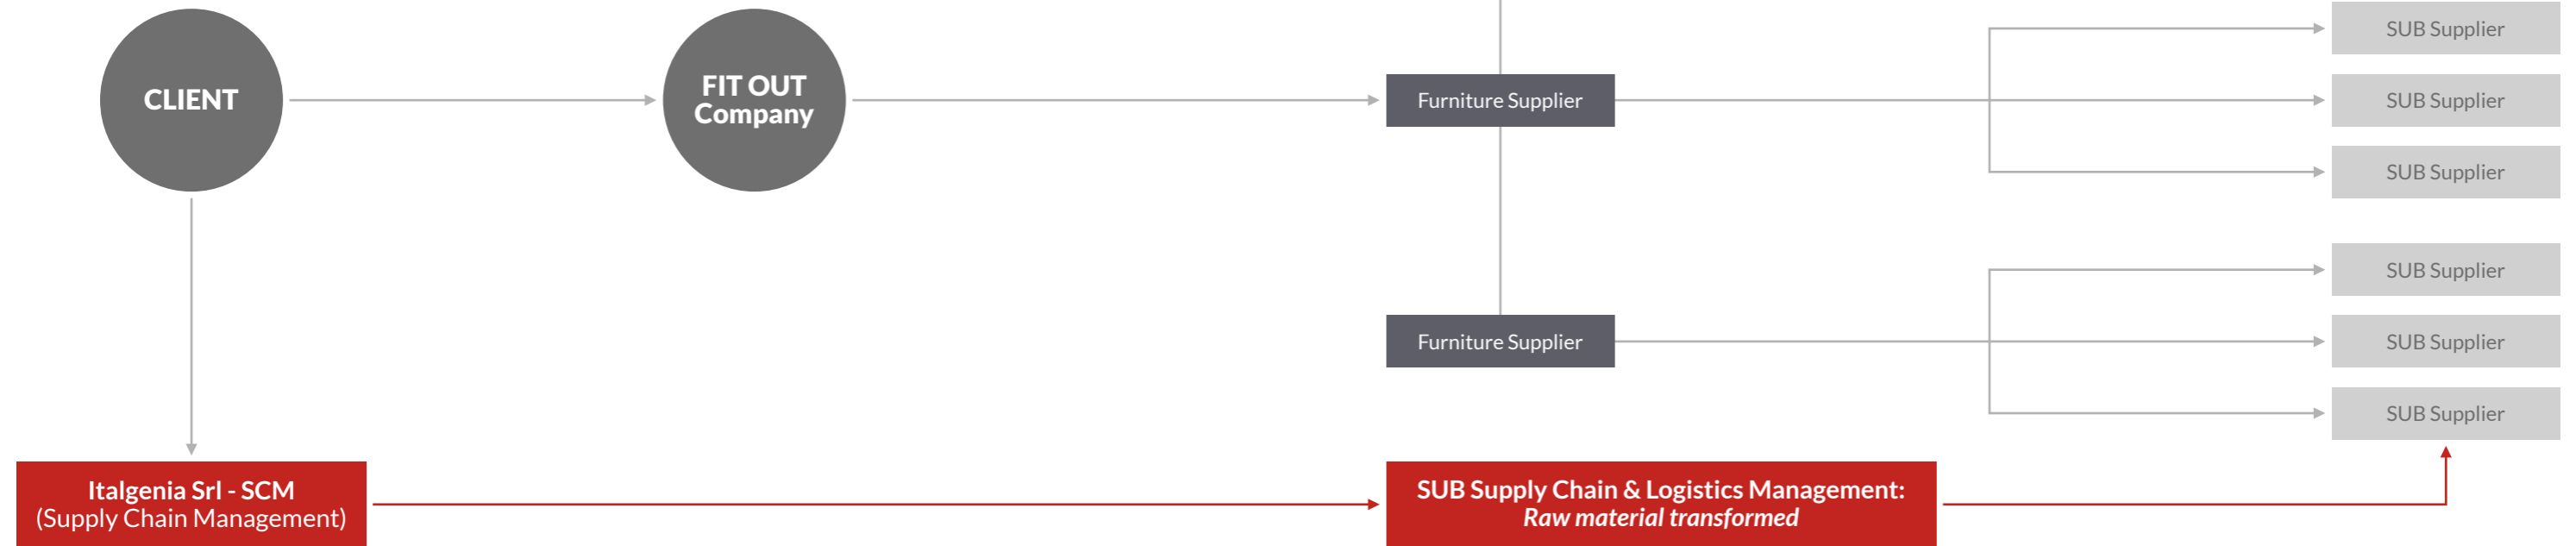 SUB Supplier
CLIENT
FIT OUT
Company
Furniture Supplier
SUB Supplier
SUB Supplier
SUB Supplier
Furniture Supplier
SUB Supplier
SUB Supplier
Italgenia Srl - SCM
(Supply Chain Management)
SUB Supply Chain & Logistics Management:
Raw material transformed